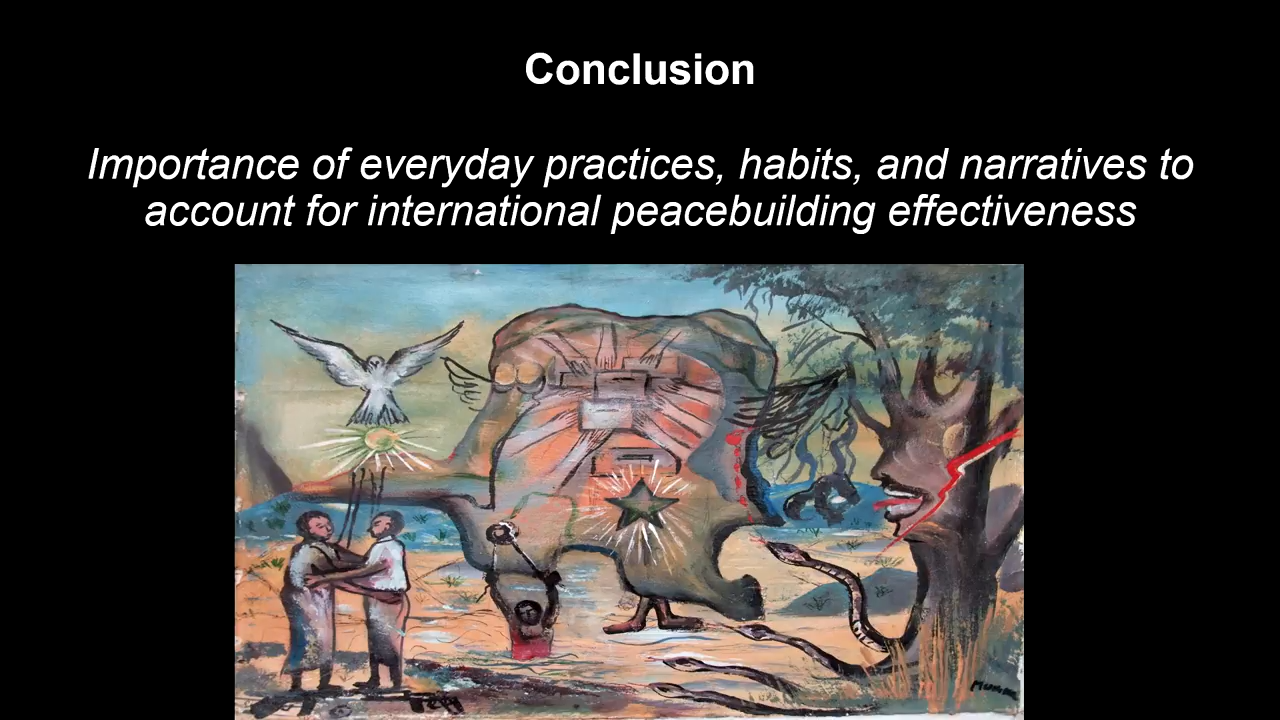 Conclusion
Importance of everyday practices, habits, and narratives to
account for international peacebuilding effectiveness